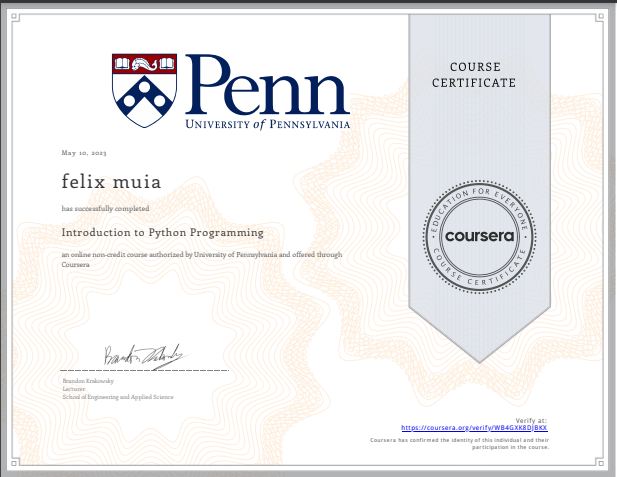 Penn
UNIVERSITY of PENNSYLVANIA
COURSE
CERTIFICATE
May 10, 2023
felix muia
has successfully completed
Introduction to Python Programming
an online non-credit course authorized by University of Pennsylvania and offered through
Coursera
EDUCATION FOR EVERYONE
coursera
COURSE CERTIFICATE
Brandon Krakowsky
Lecturer
School of Engineering and Applied Science
Verify at:
https://coursera.org/verify/WB4GXK8DJBKX
Coursera has confirmed the identity of this individual and their
participation in the course.